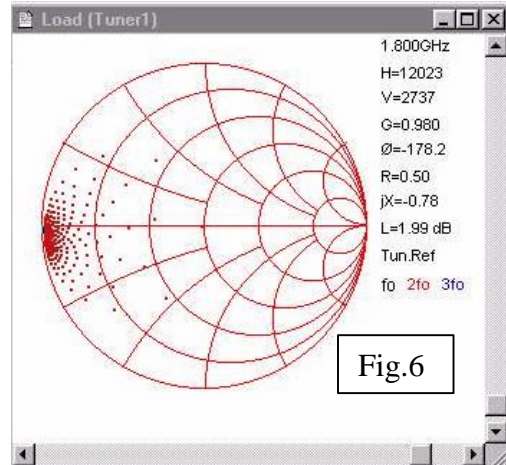 Load (Tuner1)
1.800GHz
H=12023
V=2737
G=0.980
Ø=-178.2
R=0.50
jX=-0.78
L=1.99 dB
Tun.Ref
fo 2fo 3fo
Fig.6